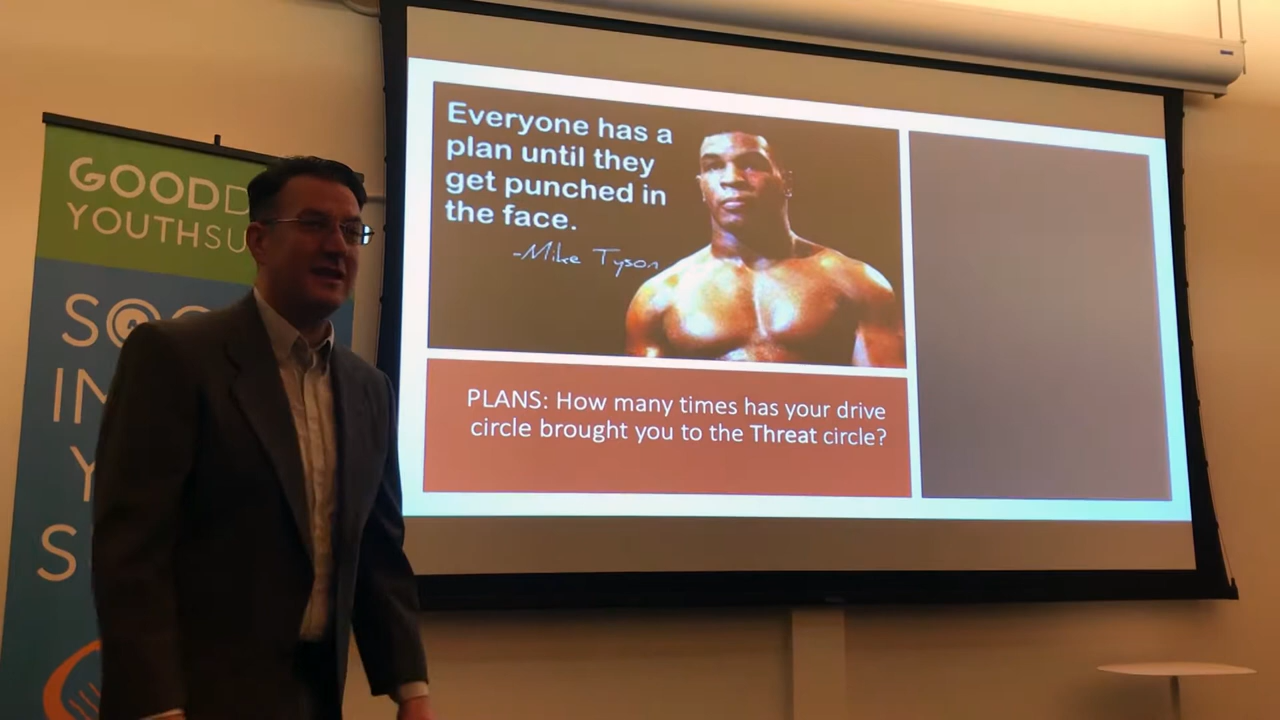 GOOD
YOUTH
Everyone has a
plan until they
get punched in
the face.
-Mike Tyson
PLANS: How many times has your drive
circle brought you to the Threat circle?